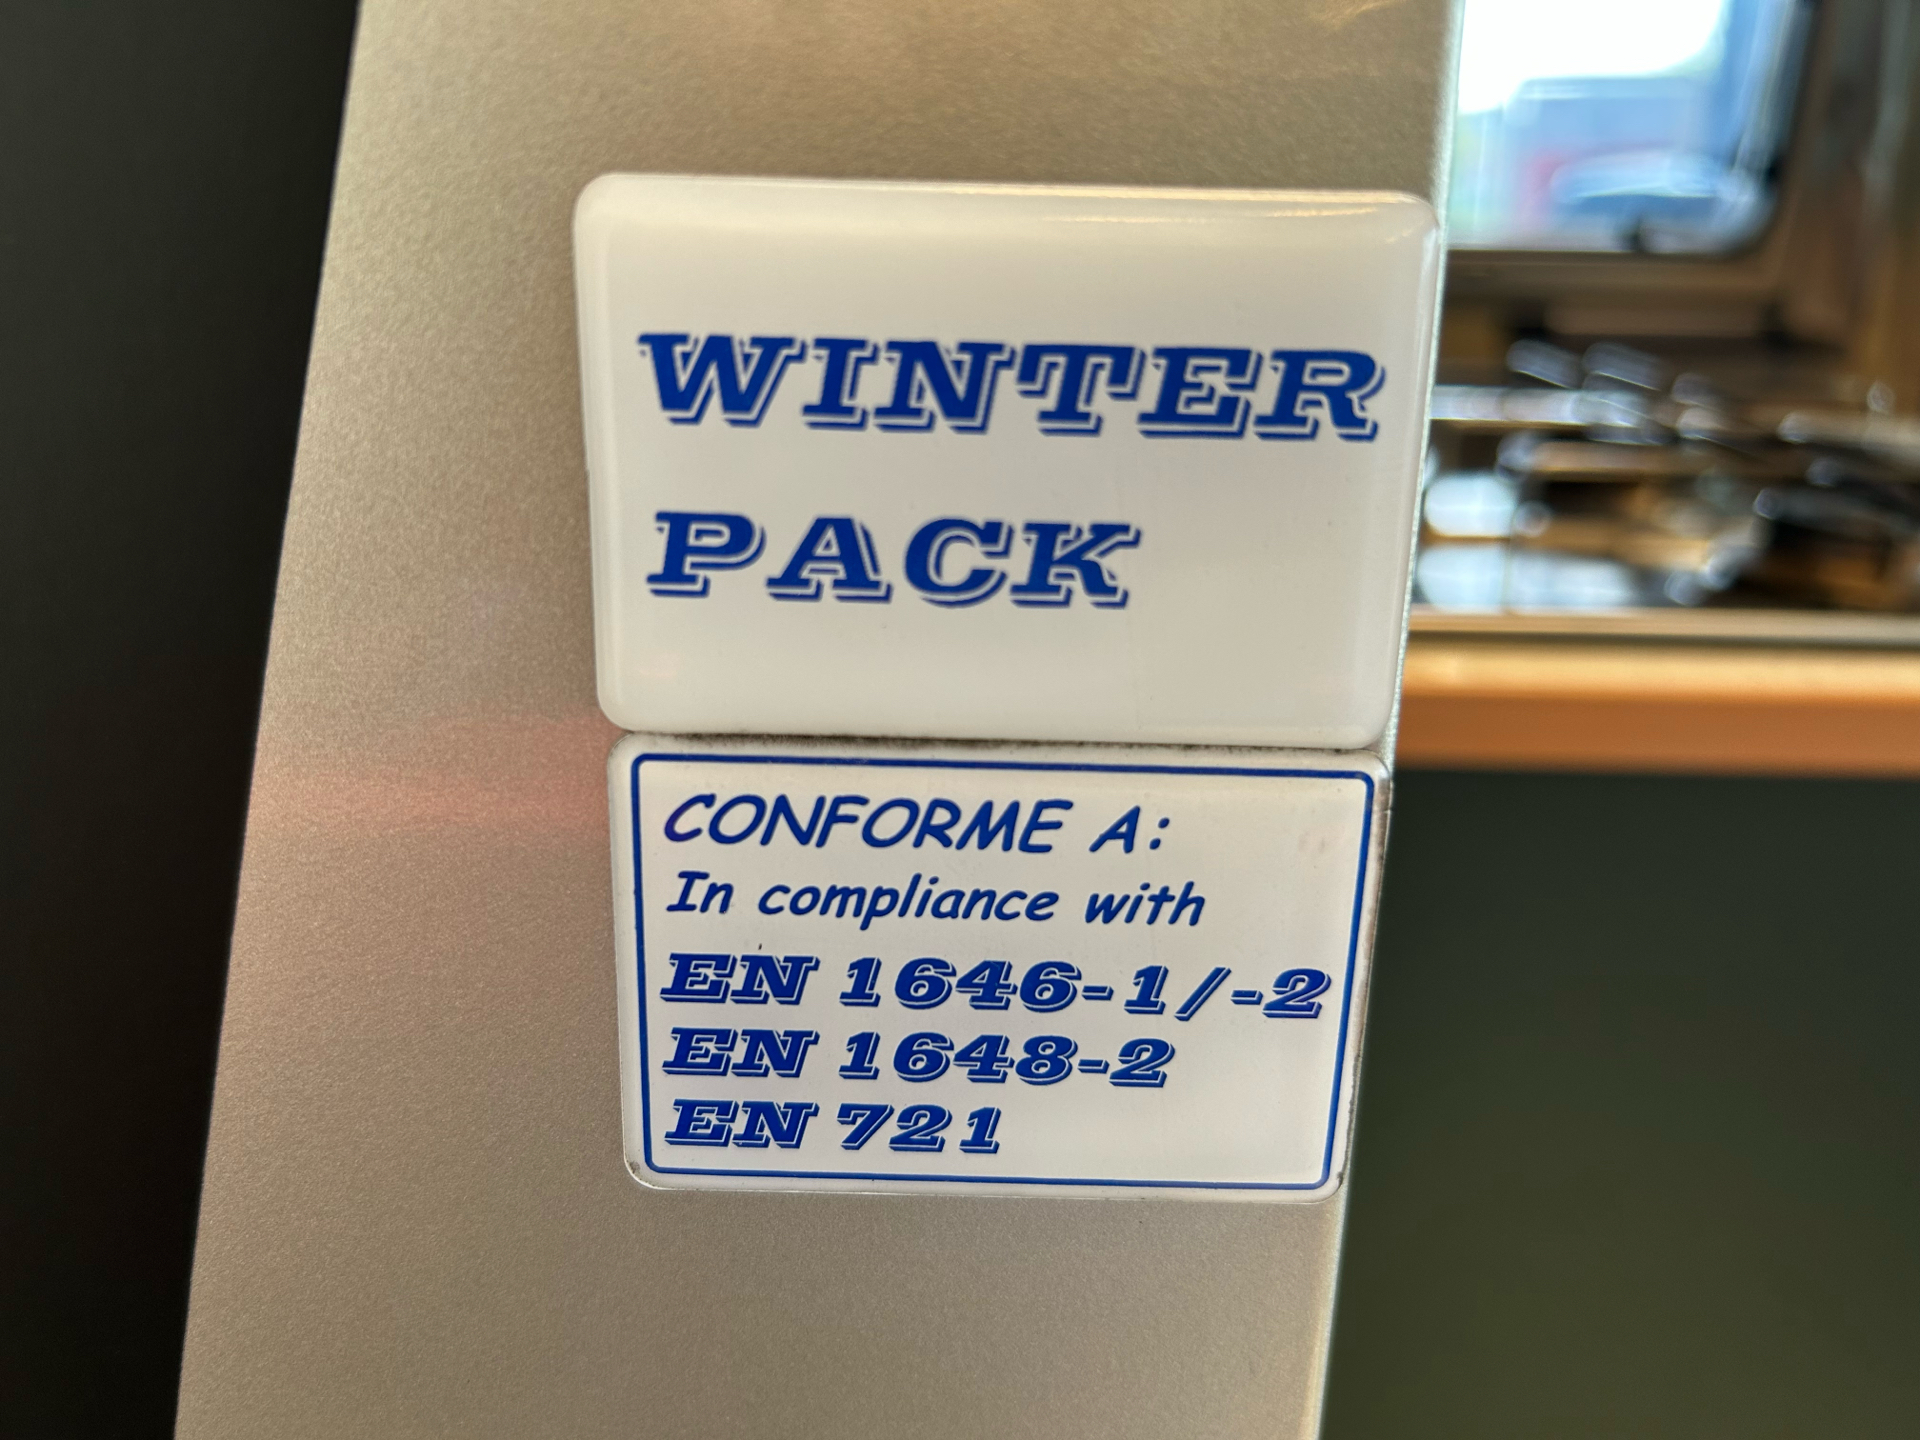 WINTER
PACK
CONFORME A:
In compliance with
EN 1646-1/-2
EN 1648-2
EN 721